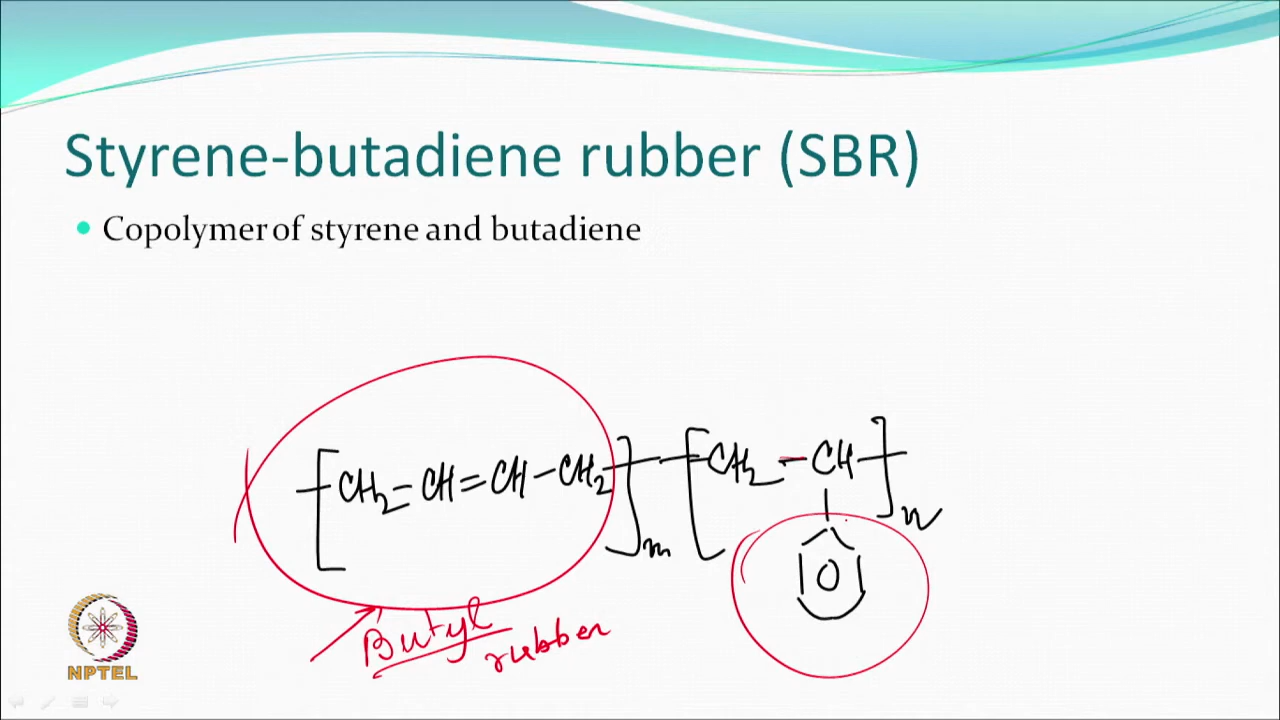 Styrene-butadiene rubber (SBR)
Copolymer of styrene and butadiene
[CH2=CH=CH-CH2]m-[CH2-CH]n
Butyl
rubber
NPTEL